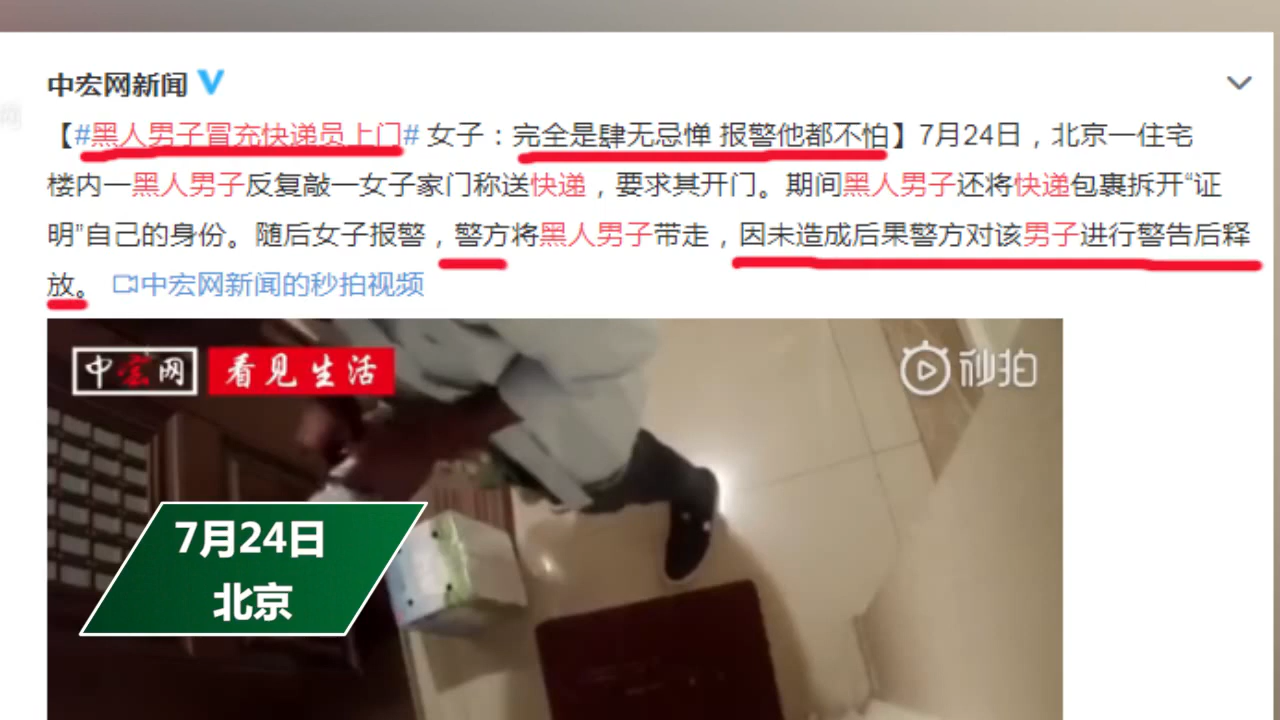 中宏网新闻
【#黑人男子冒充快递员上门# 女子：完全是肆无忌惮 报警他都不怕】7月24日，北京一住宅
楼内一黑人男子反复敲一女子家门称送快递，要求其开门。期间黑人男子还将快递包裹拆开“证
明”自己的身份。随后女子报警，警方将黑人男子带走，因未造成后果警方对该男子进行警告后释
放。 中宏网新闻的秒拍视频
中宏网 看见生活
秒拍
7月24日
北京